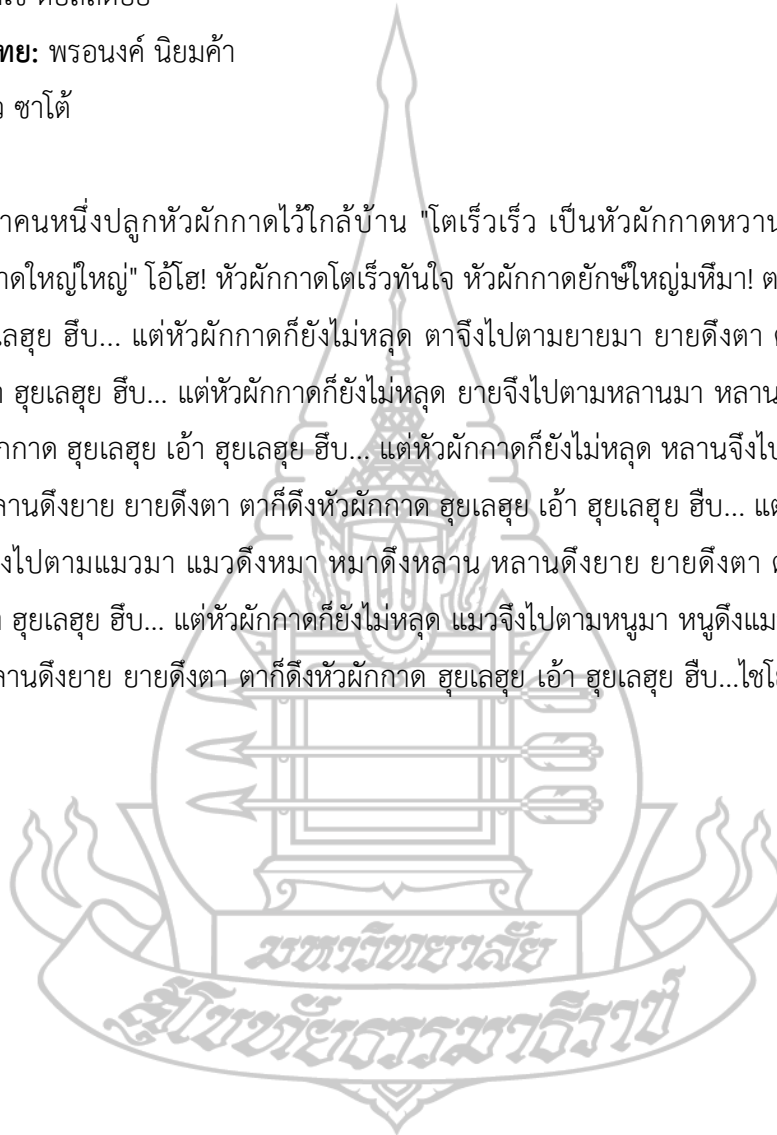 ทย: พรอนงค์ นิยมค้า
ว ซาโต้
าคนหนึ่งปลูกหัวผักกาดไว้ใกล้บ้าน "โตเร็วเร็ว เป็นหัวผักกาดหวาน
าดใหญ่ใหญ่" โอ้โฮ! หัวผักกาดโตเร็วทันใจ หัวผักกาดยักษ์ใหญ่มหึมา! ต
ลฮุย ฮึบ... แต่หัวผักกาดก็ยังไม่หลุด ตาจึงไปตามยายมา ยายดึงตา
ฮุยเลฮุย ฮึบ... แต่หัวผักกาดก็ยังไม่หลุด ยายจึงไปตามหลานมา หลาน
กกาด ฮุยเลฮุย เอ้า ฮุยเลฮุย ฮึบ... แต่หัวผักกาดก็ยังไม่หลุด หลานจึงไป
ลานดึงยาย ยายดึงตา ตาก็ดึงหัวผักกาด ฮุยเลฮุย เอ้า ฮุยเลฮุย ฮืบ... แต่
งไปตามแมวมา แมวดึงหมา หมาดึงหลาน หลานดึงยาย ยายดึงตา
ฮุยเลฮุย ฮึบ... แต่หัวผักกาดก็ยังไม่หลุด แมวจึงไปตามหนูมา หนูดึงแม
ลานดึงยาย ยายดึงตา ตาก็ดึงหัวผักกาด ฮุยเลฮุย เอ้า ฮุยเลฮุย ฮืบ...ไชโย
มหาวิทยาลัย
สุโขทัยธรรมาธิราช